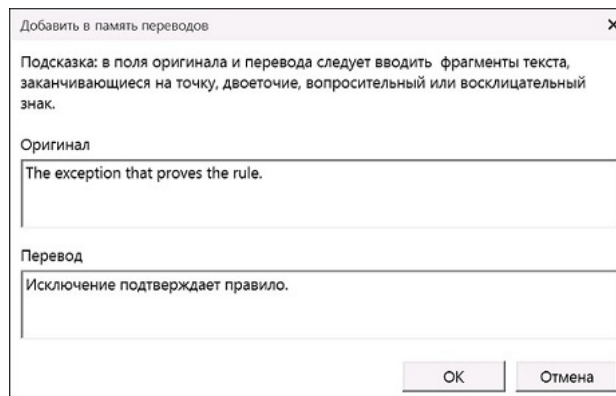 Добавить в память переводов
Подсказка: в поля оригинала и перевода следует вводить  фрагменты текста,
заканчивающиеся на точку, двоеточие, вопросительный или восклицательный
знак.
Оригинал
The exception that proves the rule.
Перевод
Исключение подтверждает правило.
OK
Отмена